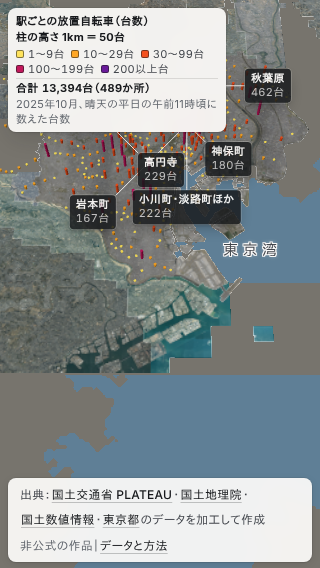 駅ごとの放置自転車（台数）
柱の高さ1km＝50台
1〜9台 10〜29台 30〜99台
100〜199台 200以上台
合計 13,394台（489か所）
2025年10月、晴天の平日の午前11時頃に
数えた台数
秋葉原
462台
神保町
180台
高円寺
229台
小川町・淡路町ほか
222台
岩本町
167台
東京湾
出典：国土交通省 PLATEAU・国土地理院・
国土数値情報・東京都のデータを加工して作成
非公式の作品|データと方法